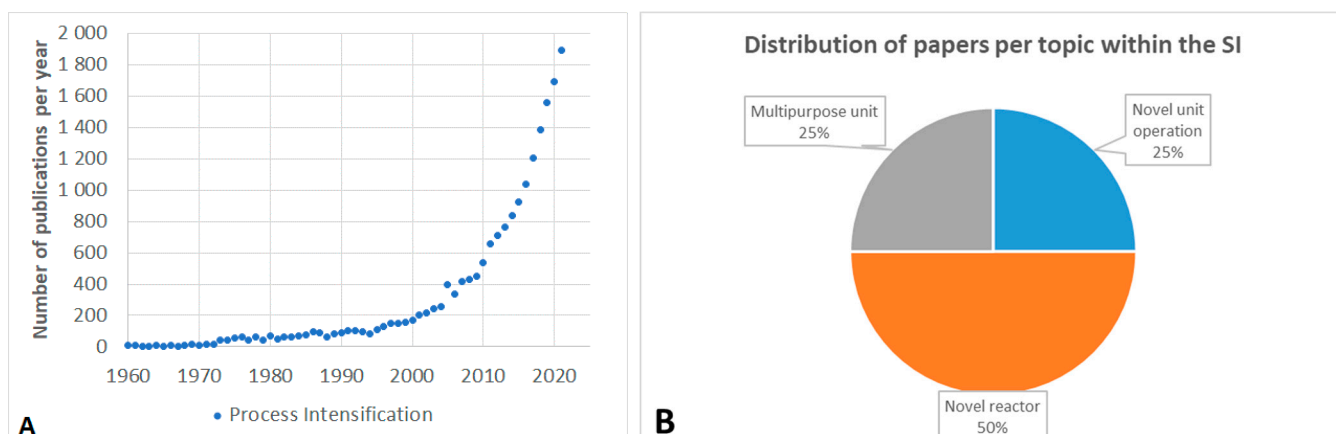 Number of publications per year
2 000
1 800
1 600
1 400
1 200
1 000
800
600
400
200
0
1960 1970 1980 1990 2000 2010 2020
Process Intensification
A
Distribution of papers per topic within the SI
Multipurpose unit
25%
Novel unit
operation
25%
Novel reactor
50%
B